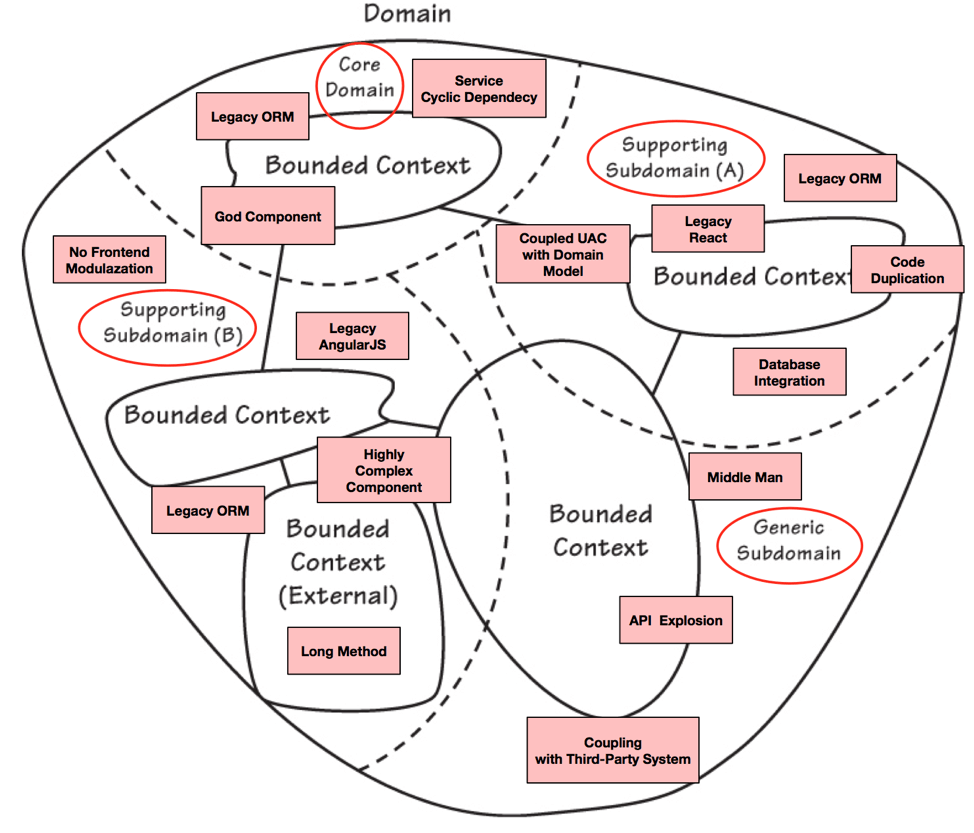 Domain
Core
Domain
Service
Cyclic Dependecy
Legacy ORM
Bounded Context
God Component
Supporting
Subdomain (A)
Legacy ORM
Legacy
React
Coupled UAC
with Domain
Model
Bounded Context
Code
Duplication
No Frontend
Modulazation
Supporting
Subdomain (B)
Legacy
AngularJS
Database
Integration
Bounded Context
Highly
Complex
Component
Legacy ORM
Middle Man
Bounded
Context
(External)
Bounded
Context
Generic
Subdomain
API Explosion
Long Method
Coupling
with Third-Party System